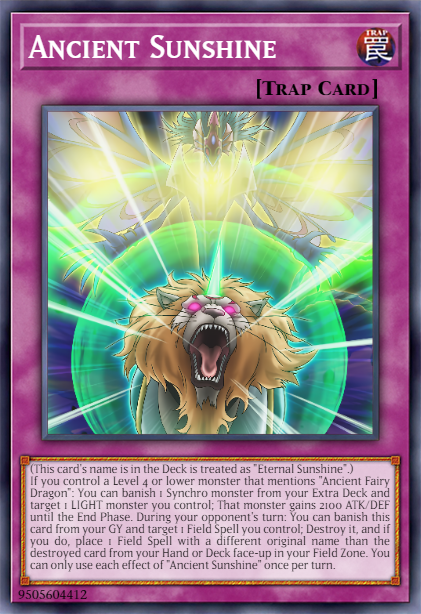 ANCIENT SUNSHINE
TRAP
罠
[TRAP CARD]
(This card's name is in the Deck is treated as "Eternal Sunshine".)
If you control a Level 4 or lower monster that mentions "Ancient Fairy
Dragon": You can banish 1 Synchro monster from your Extra Deck and
target 1 LIGHT monster you control; That monster gains 2100 ATK/DEF
until the End Phase. During your opponent's turn: You can banish this
card from your GY and target 1 Field Spell you control; Destroy it, and if
you do, place 1 Field Spell with a different original name than the
destroyed card from your Hand or Deck face-up in your Field Zone. You
can only use each effect of "Ancient Sunshine" once per turn.
9505604412